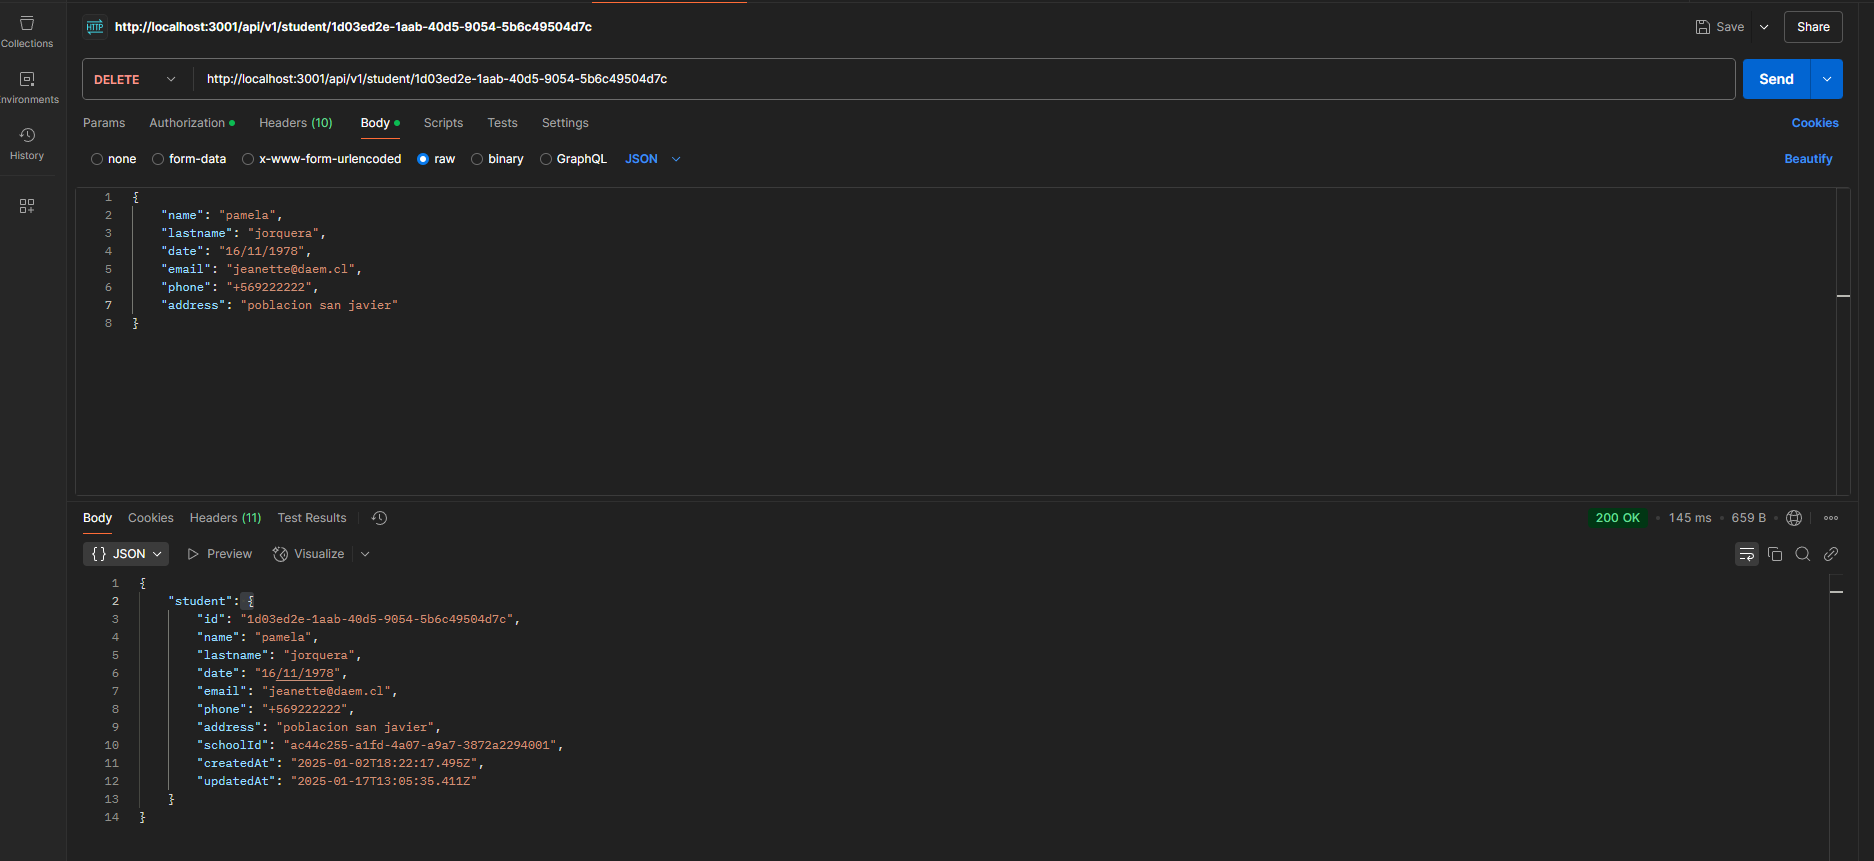 Collections
http://localhost:3001/api/v1/student/1d03ed2e-1aab-40d5-9054-5b6c49504d7c
Save
Share
DELETE
http://localhost:3001/api/v1/student/1d03ed2e-1aab-40d5-9054-5b6c49504d7c
Send
nvironments
Params Authorization Headers (10) Body Scripts Tests Settings Cookies
History
none form-data x-www-form-urlencoded raw binary GraphQL JSON Beautify
1 {
2 "name": "pamela",
3 "lastname": "jorquera",
4 "date": "16/11/1978",
5 "email": "jeanette@daem.cl",
6 "phone": "+569222222",
7 "address": "poblacion san javier"
8 }
Body Cookies Headers (11) Test Results 200 OK 145 ms 659 B
{} JSON Preview Visualize
1 {
2 "student": {
3 "id": "1d03ed2e-1aab-40d5-9054-5b6c49504d7c",
4 "name": "pamela",
5 "lastname": "jorquera",
6 "date": "16/11/1978",
7 "email": "jeanette@daem.cl",
8 "phone": "+569222222",
9 "address": "poblacion san javier",
10 "schoolId": "ac44c255-a1fd-4a07-a9a7-3872a2294001",
11 "createdAt": "2025-01-02T18:22:17.495Z",
12 "updatedAt": "2025-01-17T13:05:35.411Z"
13 }
14 }